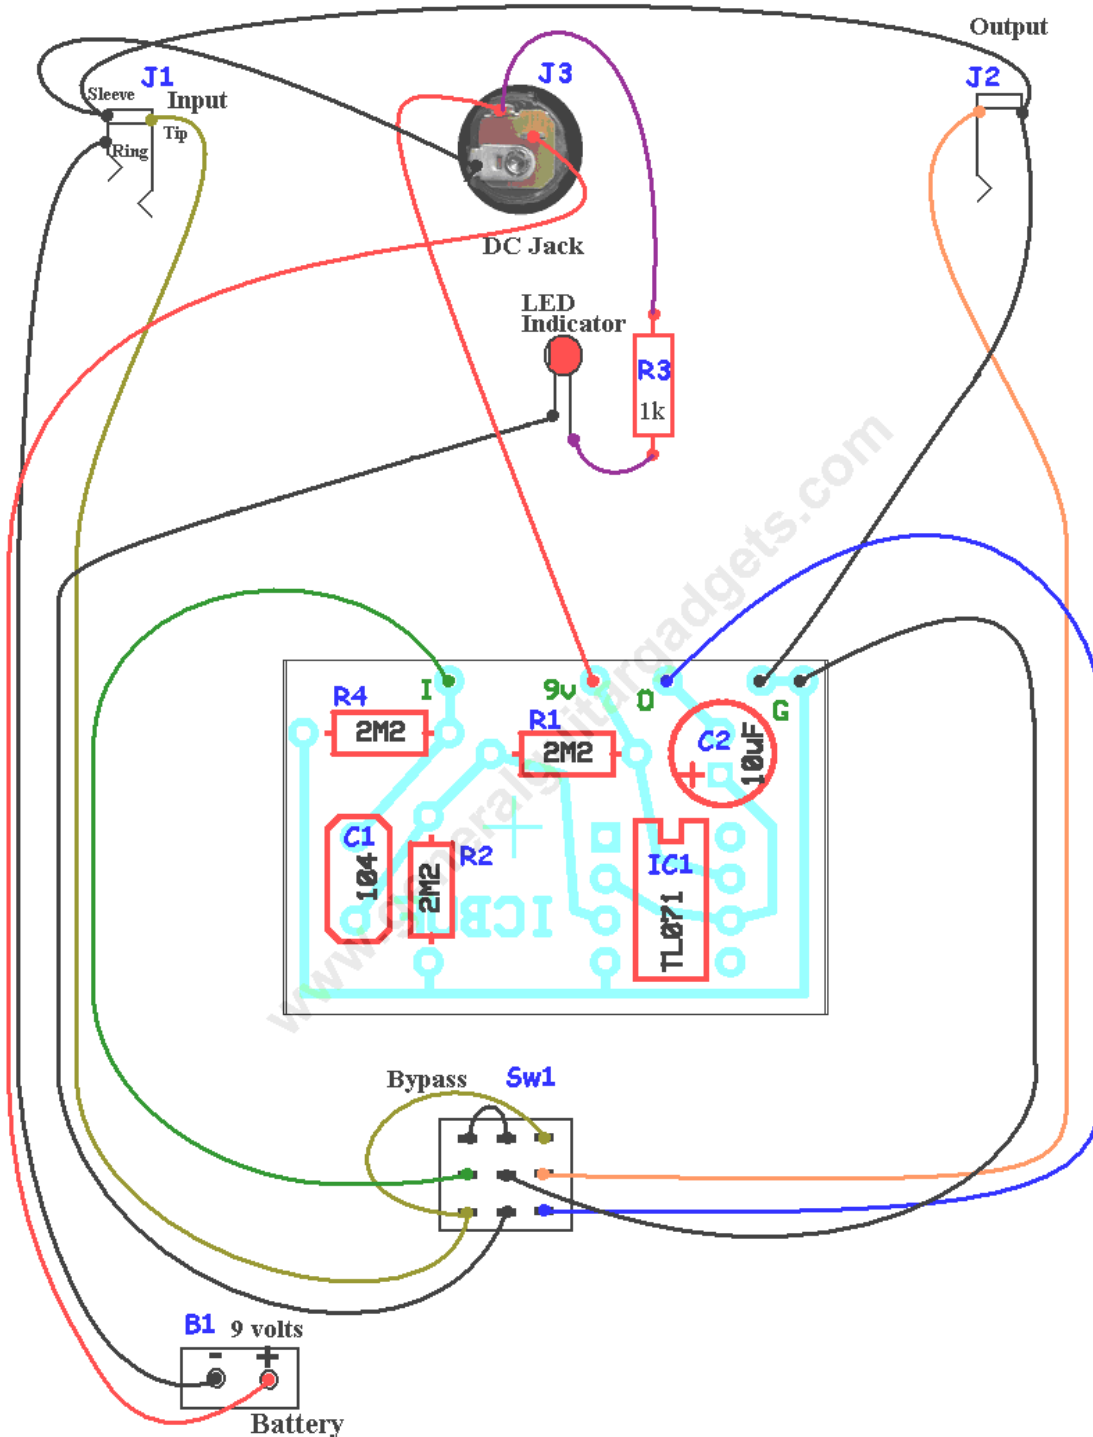 Output
J1
J3
J2
Sleeve
Input
Tip
Ring
DC Jack
LED
Indicator
R3
1k
I
9v
O
G
R4
2M2
R1
2M2
C2
10uF
+
C1
104
R2
2M2
IC1
TL071
ICBUF
www.generalguitargadgets.com
Bypass
Sw1
B1
9 volts
- +
Battery